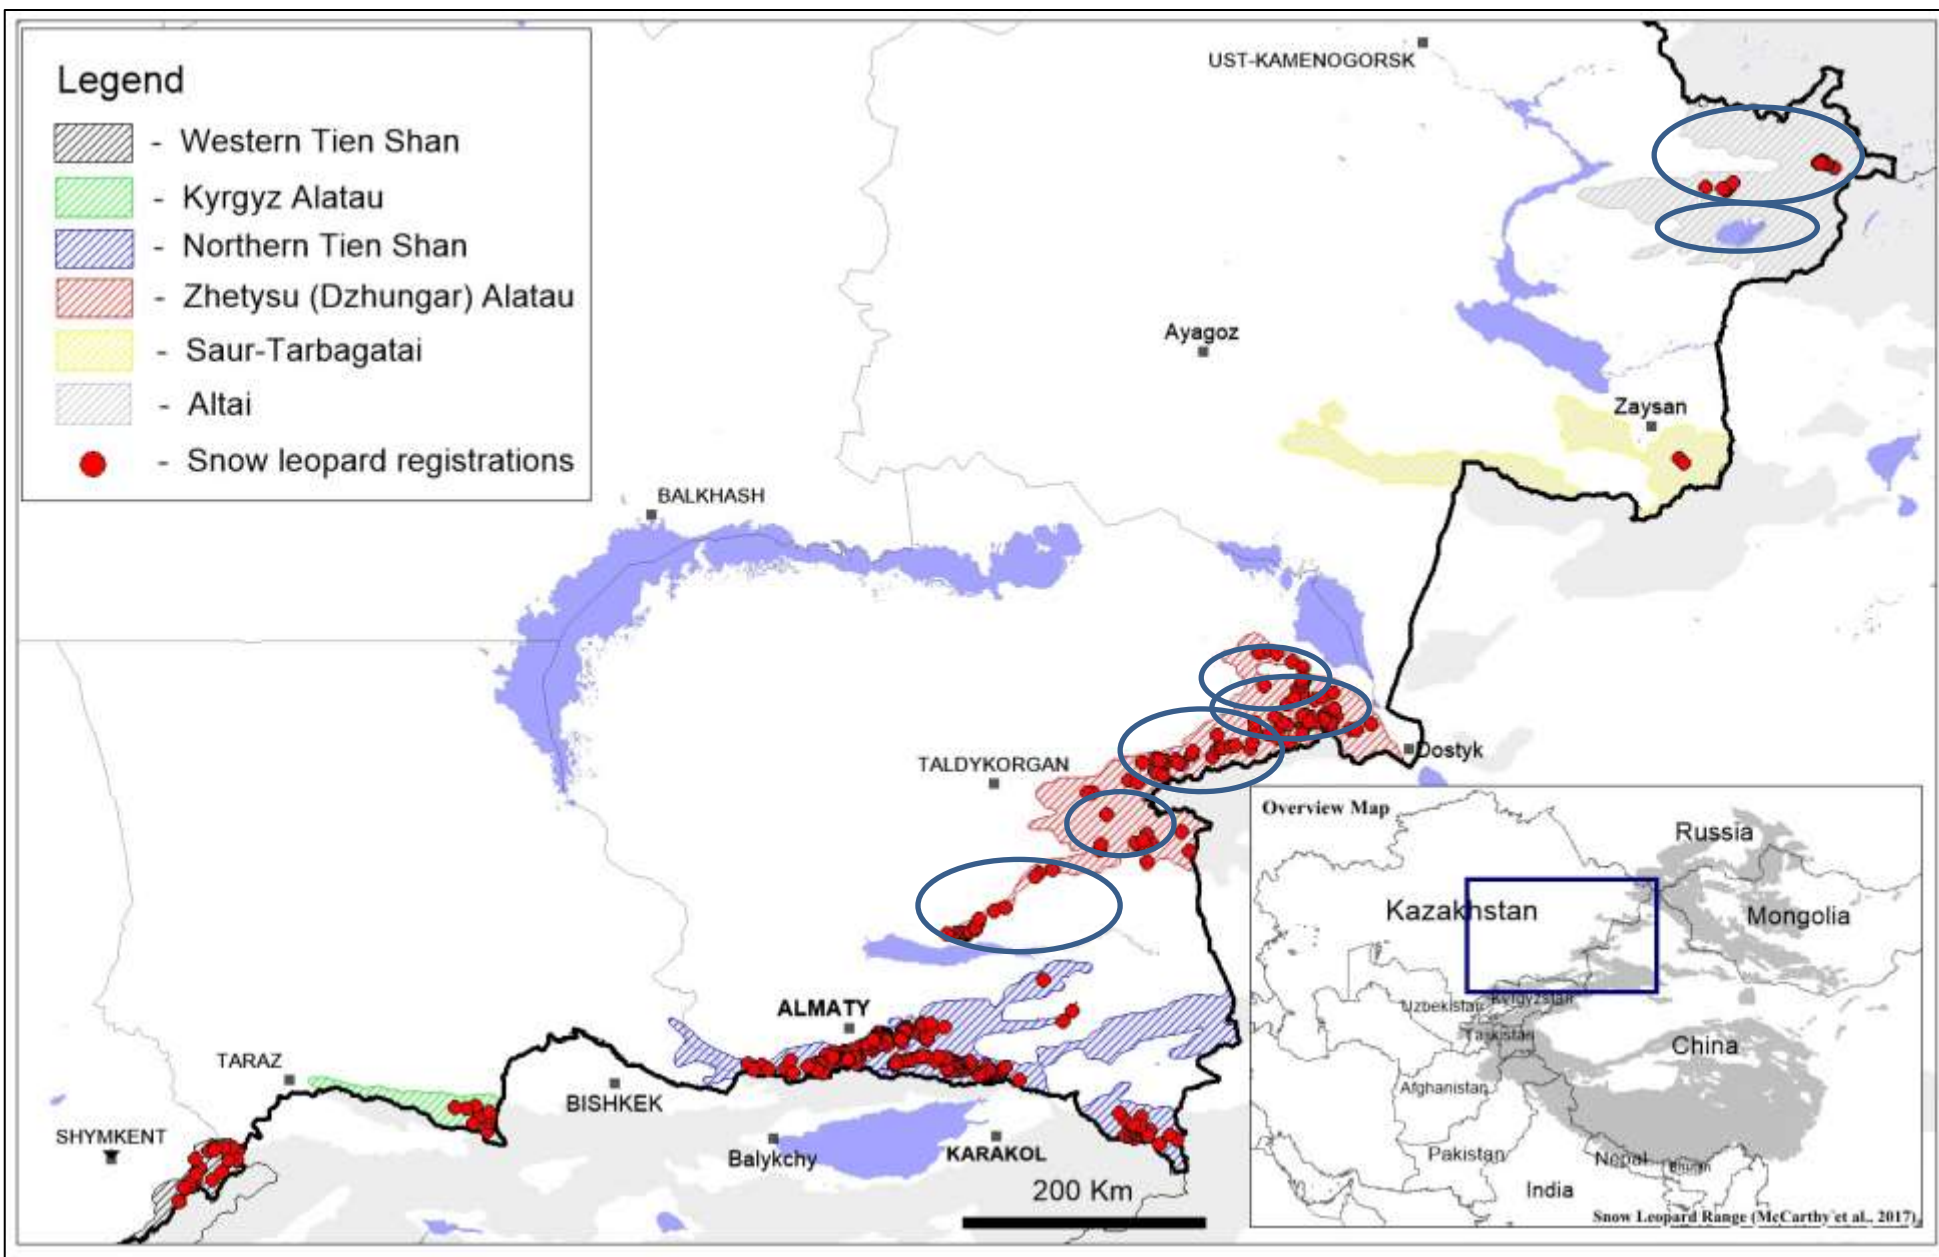 Legend
- Western Tien Shan
- Kyrgyz Alatau
- Northern Tien Shan
- Zhetysu (Dzhungar) Alatau
- Saur-Tarbagatai
- Altai
- Snow leopard registrations
UST-KAMENOGORSK
Ayagoz
Zaysan
BALKHASH
TALDYKORGAN
Dostyk
ALMATY
TARAZ
BISHKEK
SHYMKENT
Balykchy
KARAKOL
200 Km
Overview Map
Russia
Kazakhstan
Mongolia
Uzbekistan
Kyrgyzstan
Tajikistan
China
Afghanistan
Pakistan
Nepal
Bhutan
India
Snow Leopard Range (McCarthy et al., 2017)